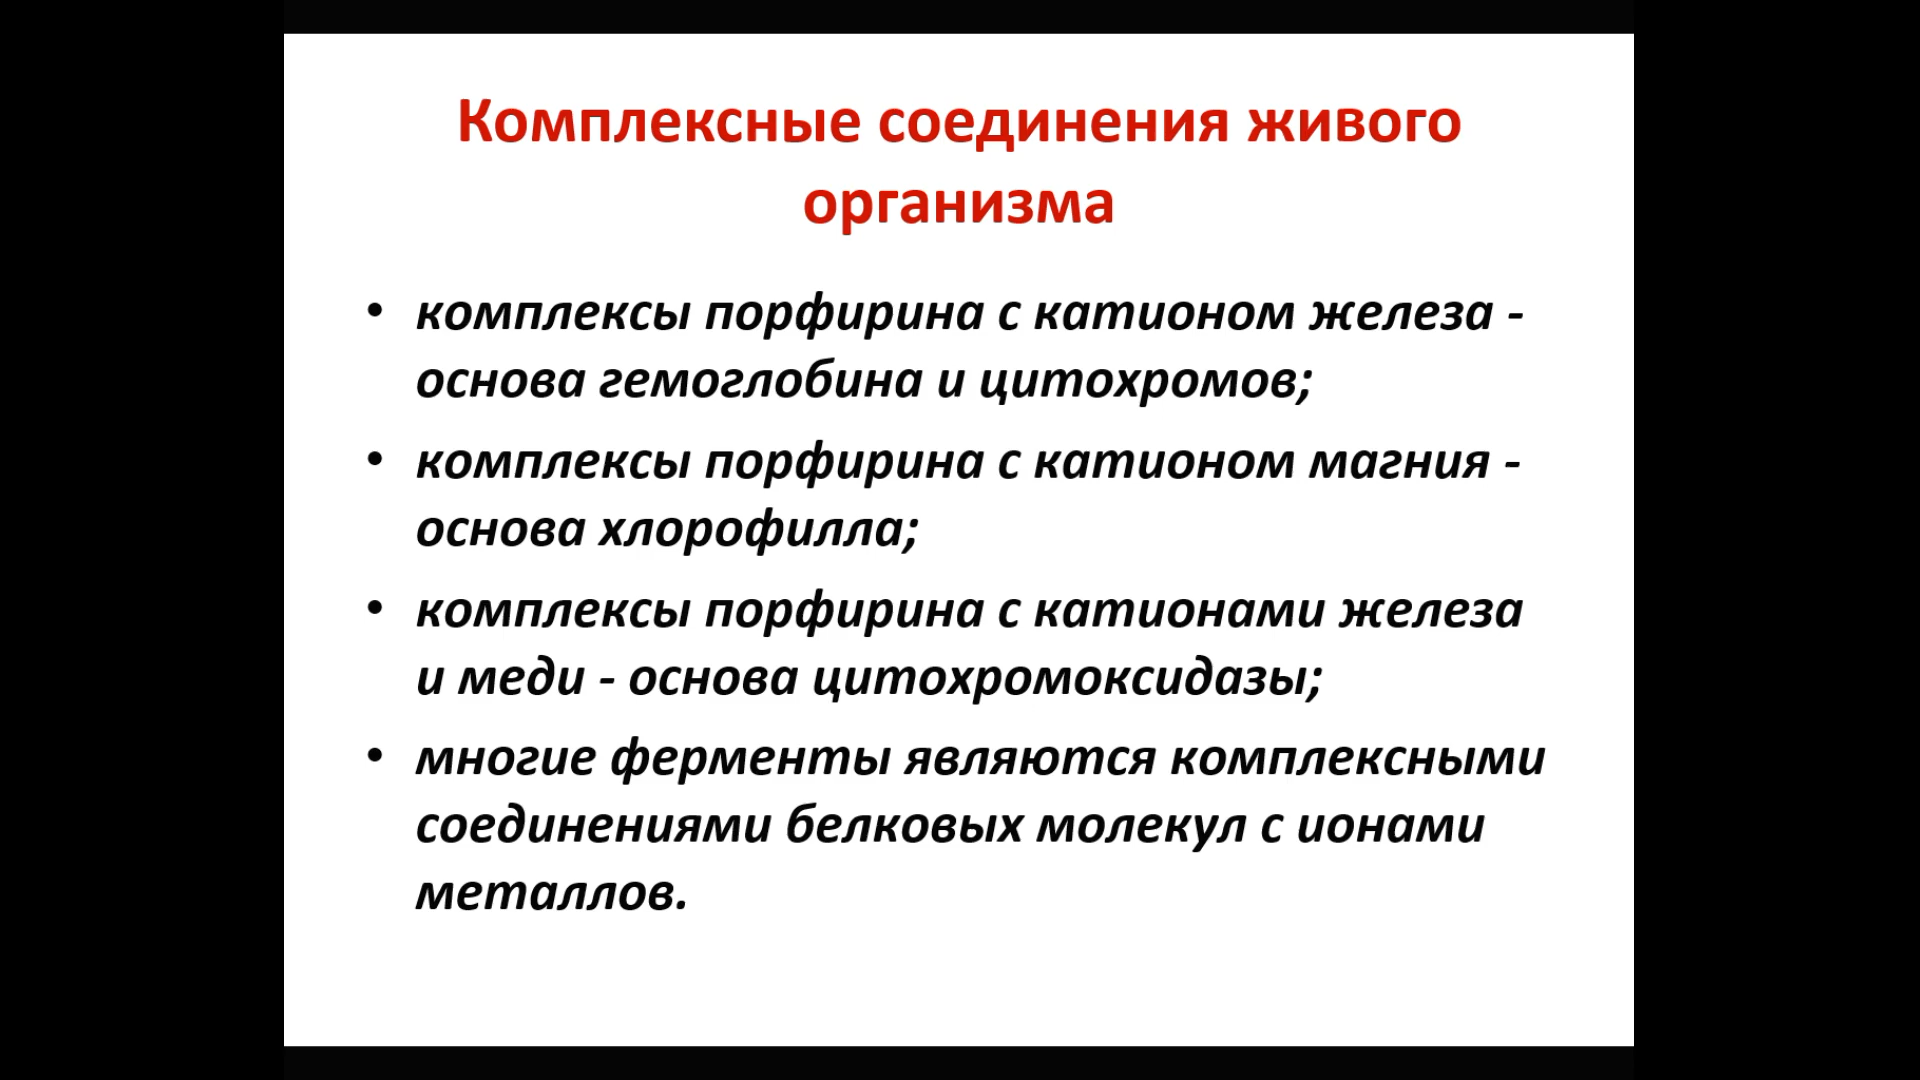 Комплексные соединения живого
организма
• комплексы порфирина с катионом железа -
основа гемоглобина и цитохромов;
• комплексы порфирина с катионом магния -
основа хлорофилла;
• комплексы порфирина с катионами железа
и меди - основа цитохромоксидазы;
• многие ферменты являются комплексными
соединениями белковых молекул с ионами
металлов.